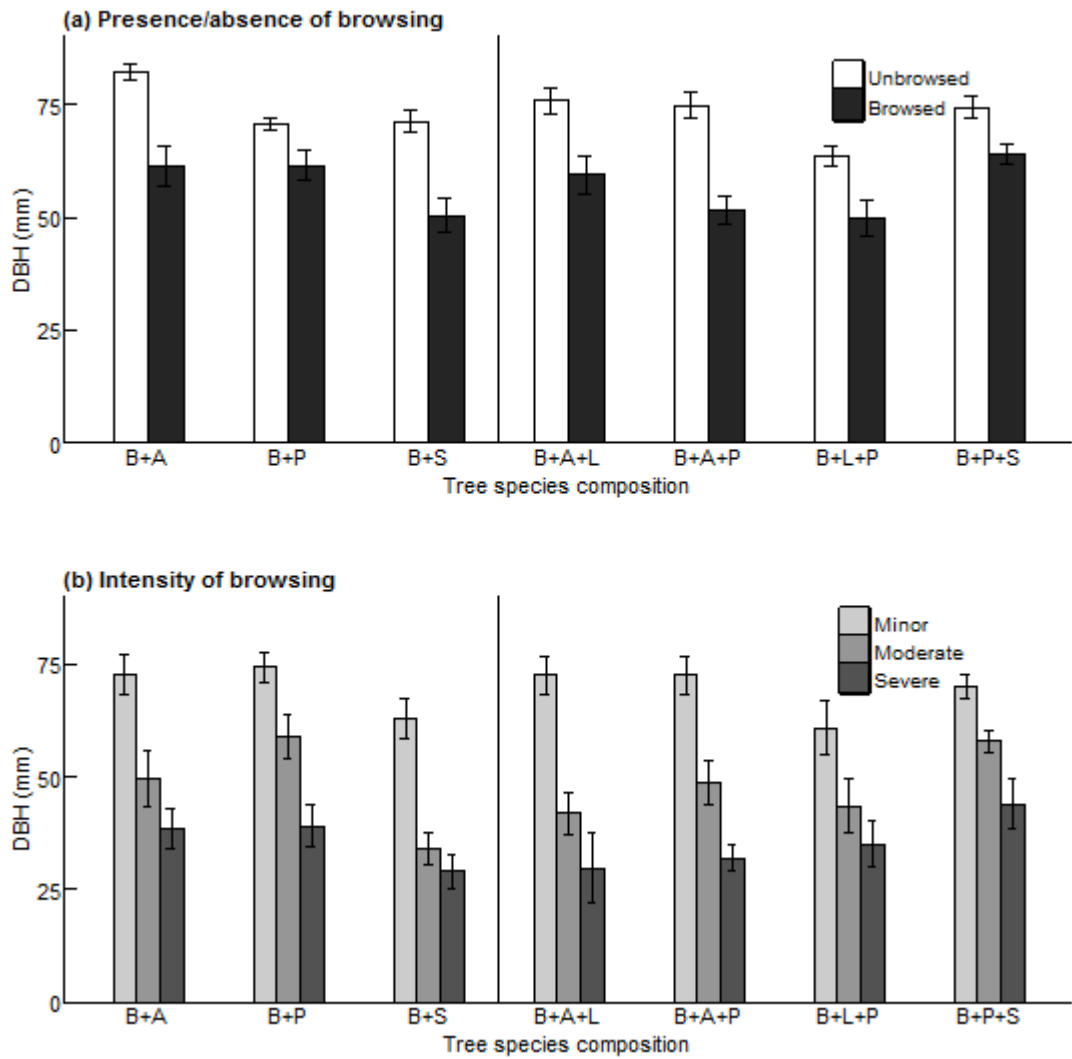 (a) Presence/absence of browsing
Unbrowsed
Browsed
75
50
25
0
DBH (mm)
B+A B+P B+S B+A+L B+A+P B+L+P B+P+S
Tree species composition
(b) Intensity of browsing
Minor
Moderate
Severe
75
50
25
0
DBH (mm)
B+A B+P B+S B+A+L B+A+P B+L+P B+P+S
Tree species composition